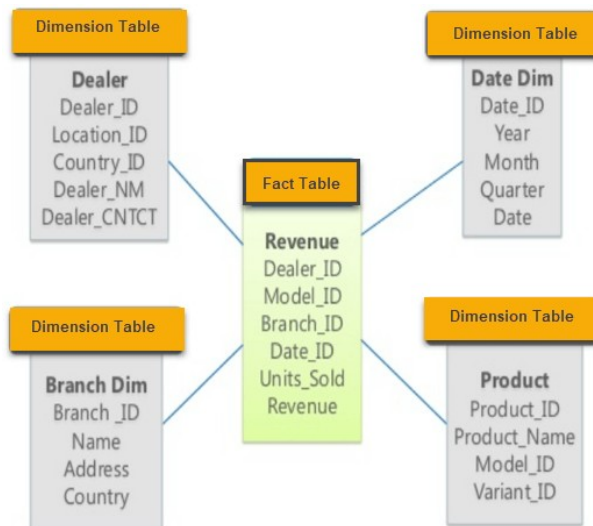 Dimension Table
Dealer
Dealer_ID
Location_ID
Country_ID
Dealer_NM
Dealer_CNTCT
Dimension Table
Date Dim
Date_ID
Year
Month
Quarter
Date
Fact Table
Revenue
Dealer_ID
Model_ID
Branch_ID
Date_ID
Units_Sold
Revenue
Dimension Table
Branch Dim
Branch _ID
Name
Address
Country
Dimension Table
Product
Product_ID
Product_Name
Model_ID
Variant_ID